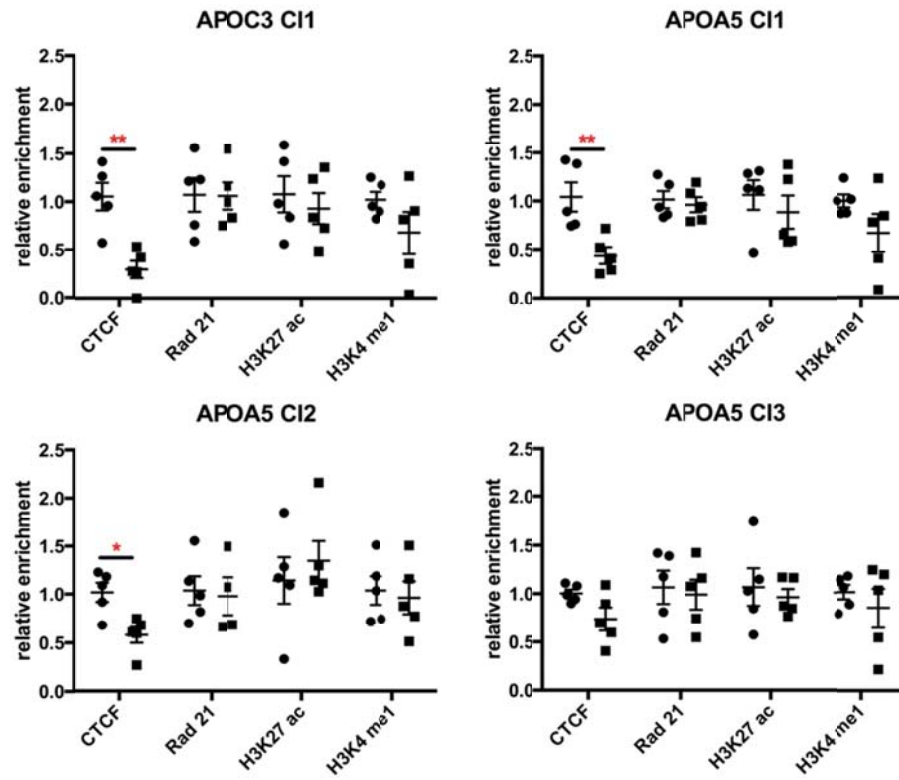 APOC3 CI1
2.5
2.0
1.5
1.0
0.5
0.0
relative enrichment
**
CTCF
Rad 21
H3K27 ac
H3K4 me1
APOA5 CI1
2.5
2.0
1.5
1.0
0.5
0.0
relative enrichment
**
CTCF
Rad 21
H3K27 ac
H3K4 me1
APOA5 CI2
2.5
2.0
1.5
1.0
0.5
0.0
relative enrichment
*
CTCF
Rad 21
H3K27 ac
H3K4 me1
APOA5 CI3
2.5
2.0
1.5
1.0
0.5
0.0
relative enrichment
CTCF
Rad 21
H3K27 ac
H3K4 me1